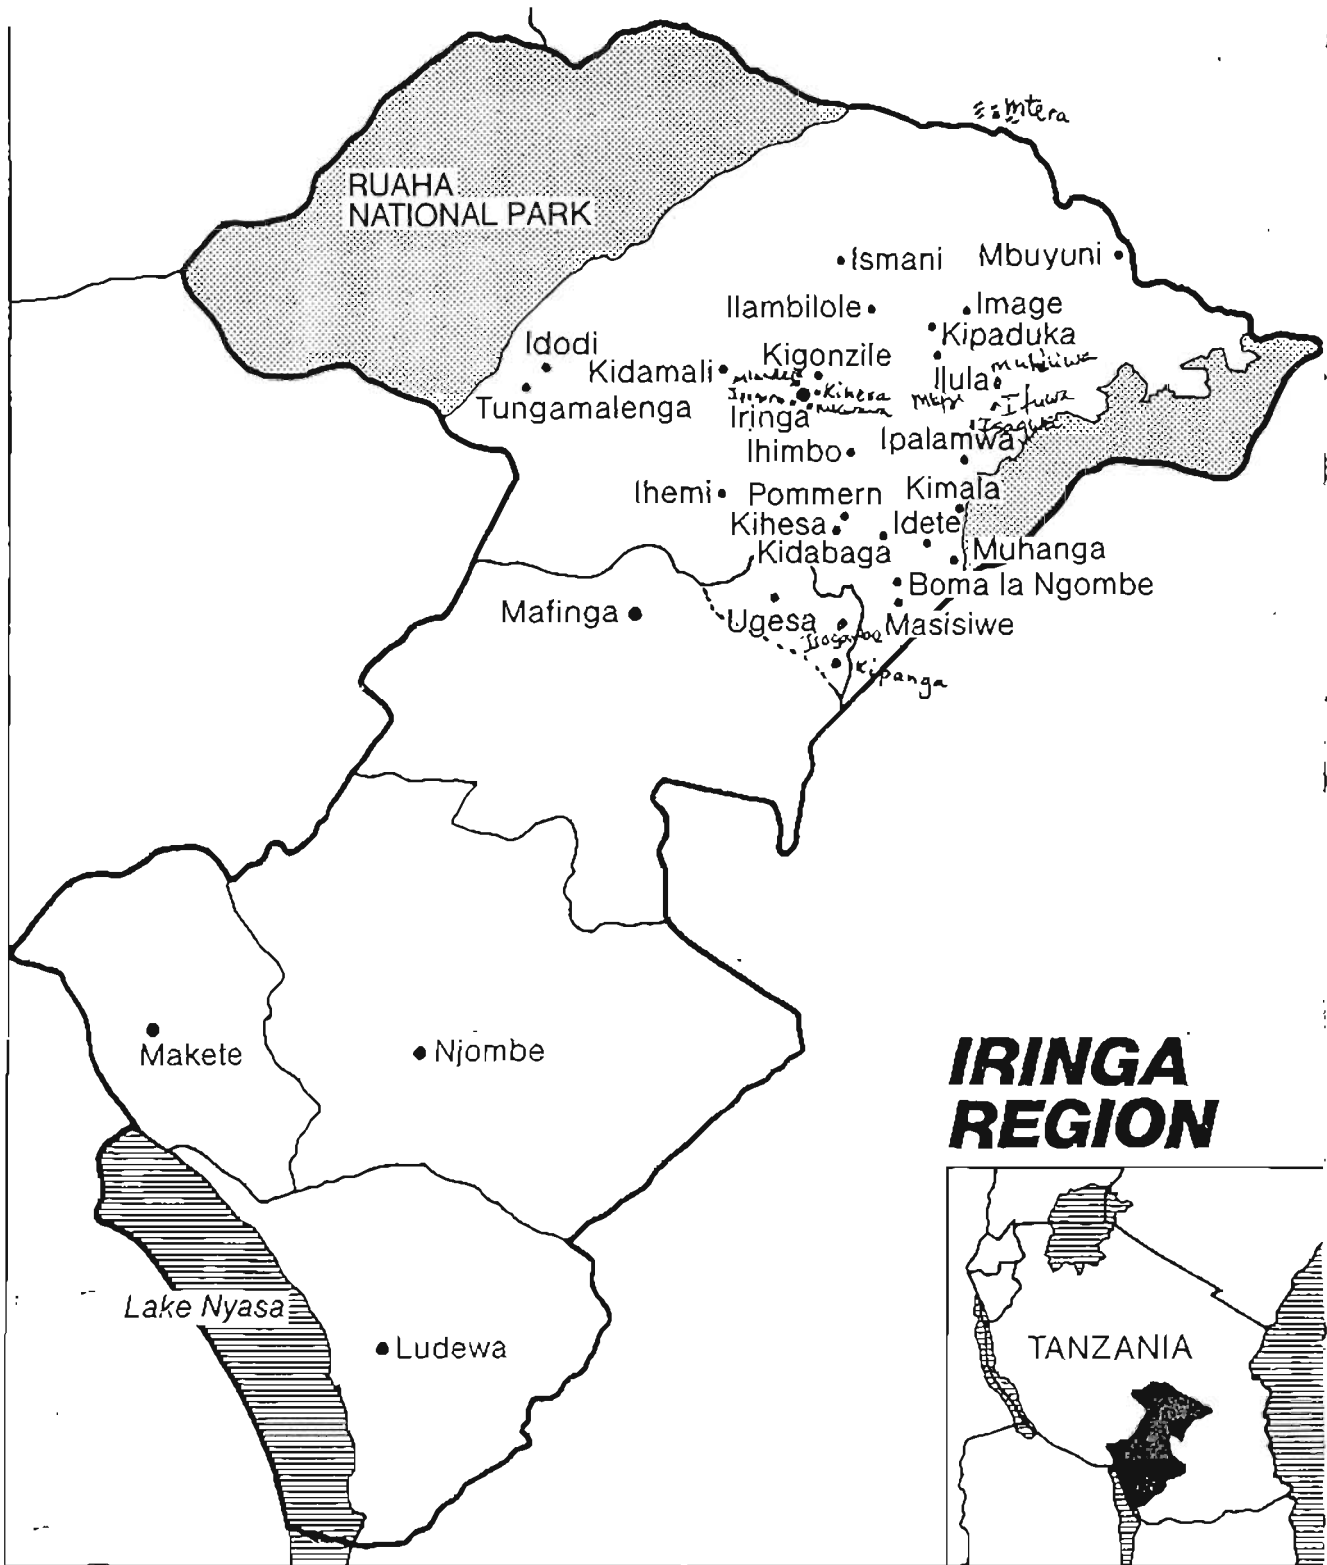 mtera
RUAHA
NATIONAL PARK
Ismani
Mbuyuni
Ilambilole
Image
Kipaduka
Idodi
Kigonzile
Kidamali
Ilula
Tungamalenga
Kihesa
Iringa
Ifuwa
Ipalamwa
Ihimbo
Ihemi
Pommern
Kimala
Kihesa
Idete
Kidabaga
Muhanga
Boma la Ngombe
Mafinga
Ugesa
Masisiwe
Kipanga
Makete
Njombe
IRINGA
REGION
Lake Nyasa
TANZANIA
Ludewa